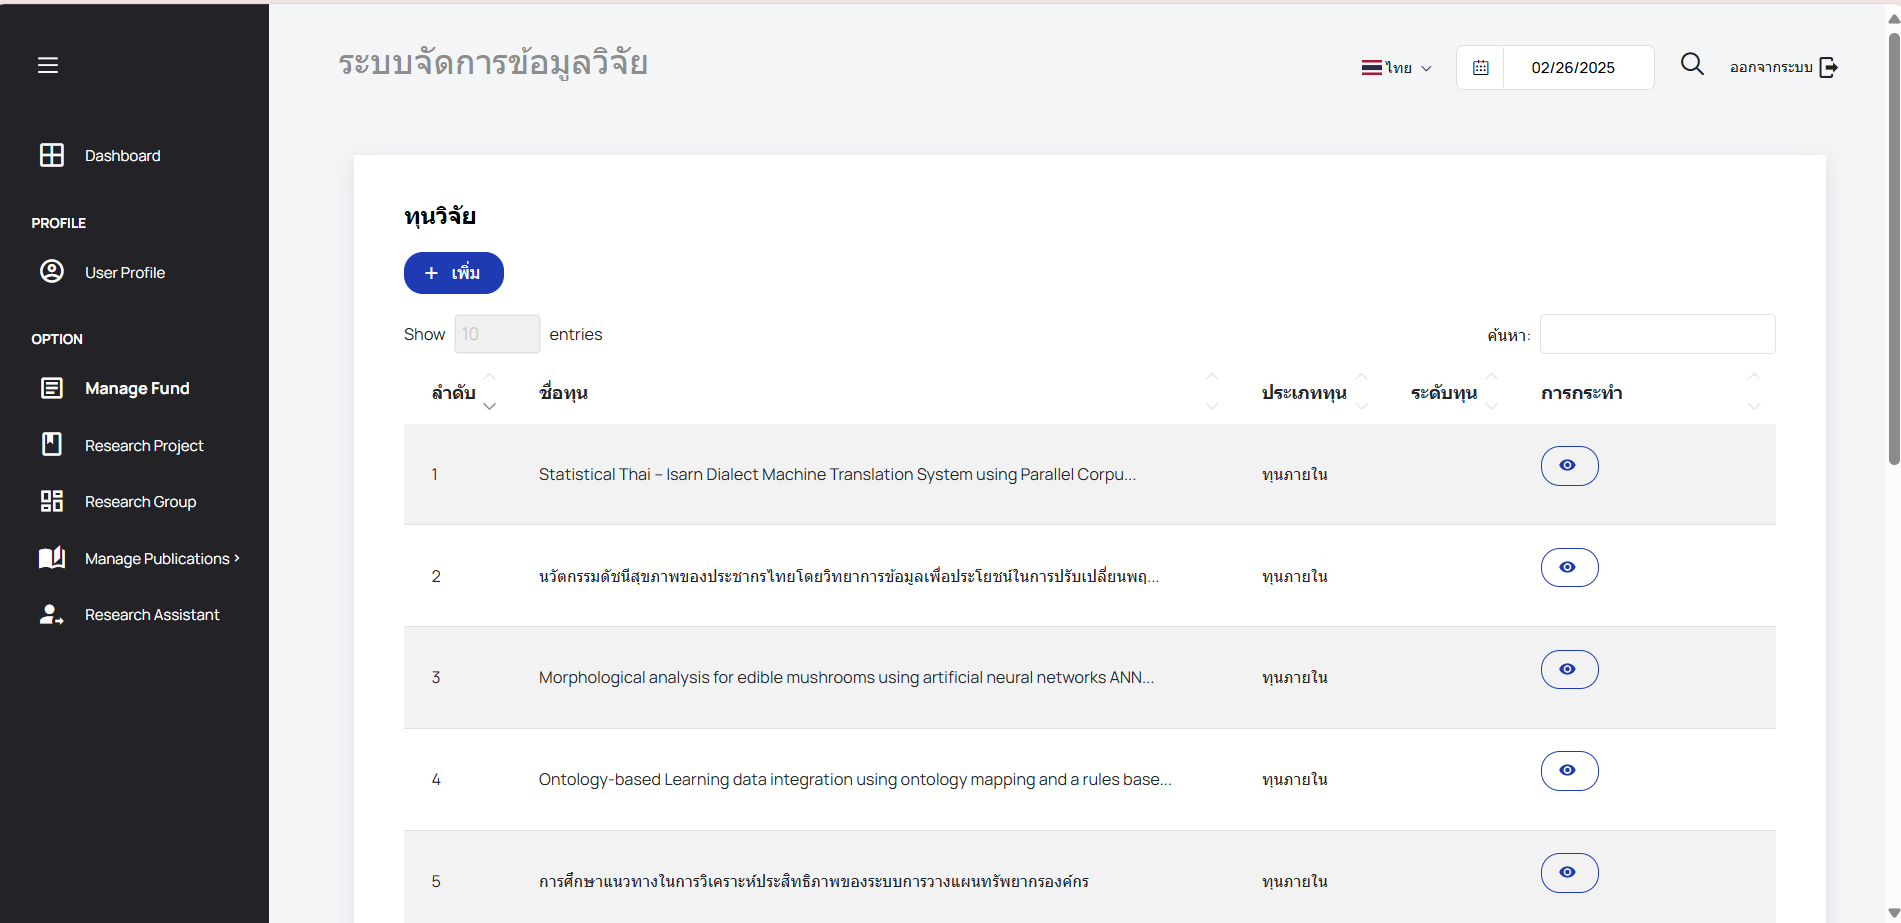 ระบบจัดการข้อมูลวิจัย
ไทย
02/26/2025
ออกจากระบบ
Dashboard
PROFILE
User Profile
OPTION
Manage Fund
Research Project
Research Group
Manage Publications ›
Research Assistant
ทุนวิจัย
+ เพิ่ม
Show 10 entries
ค้นหา:
ลำดับ ชื่อทุน ประเภททุน ระดับทุน การกระทำ
1 Statistical Thai – Isarn Dialect Machine Translation System using Parallel Corpu... ทุนภายใน
2 นวัตกรรมดัชนีสุขภาพของประชากรไทยโดยวิทยาการข้อมูลเพื่อประโยชน์ในการปรับเปลี่ยนพฤ... ทุนภายใน
3 Morphological analysis for edible mushrooms using artificial neural networks ANN... ทุนภายใน
4 Ontology-based Learning data integration using ontology mapping and a rules base... ทุนภายใน
5 การศึกษาแนวทางในการวิเคราะห์ประสิทธิภาพของระบบการวางแผนทรัพยากรองค์กร ทุนภายใน